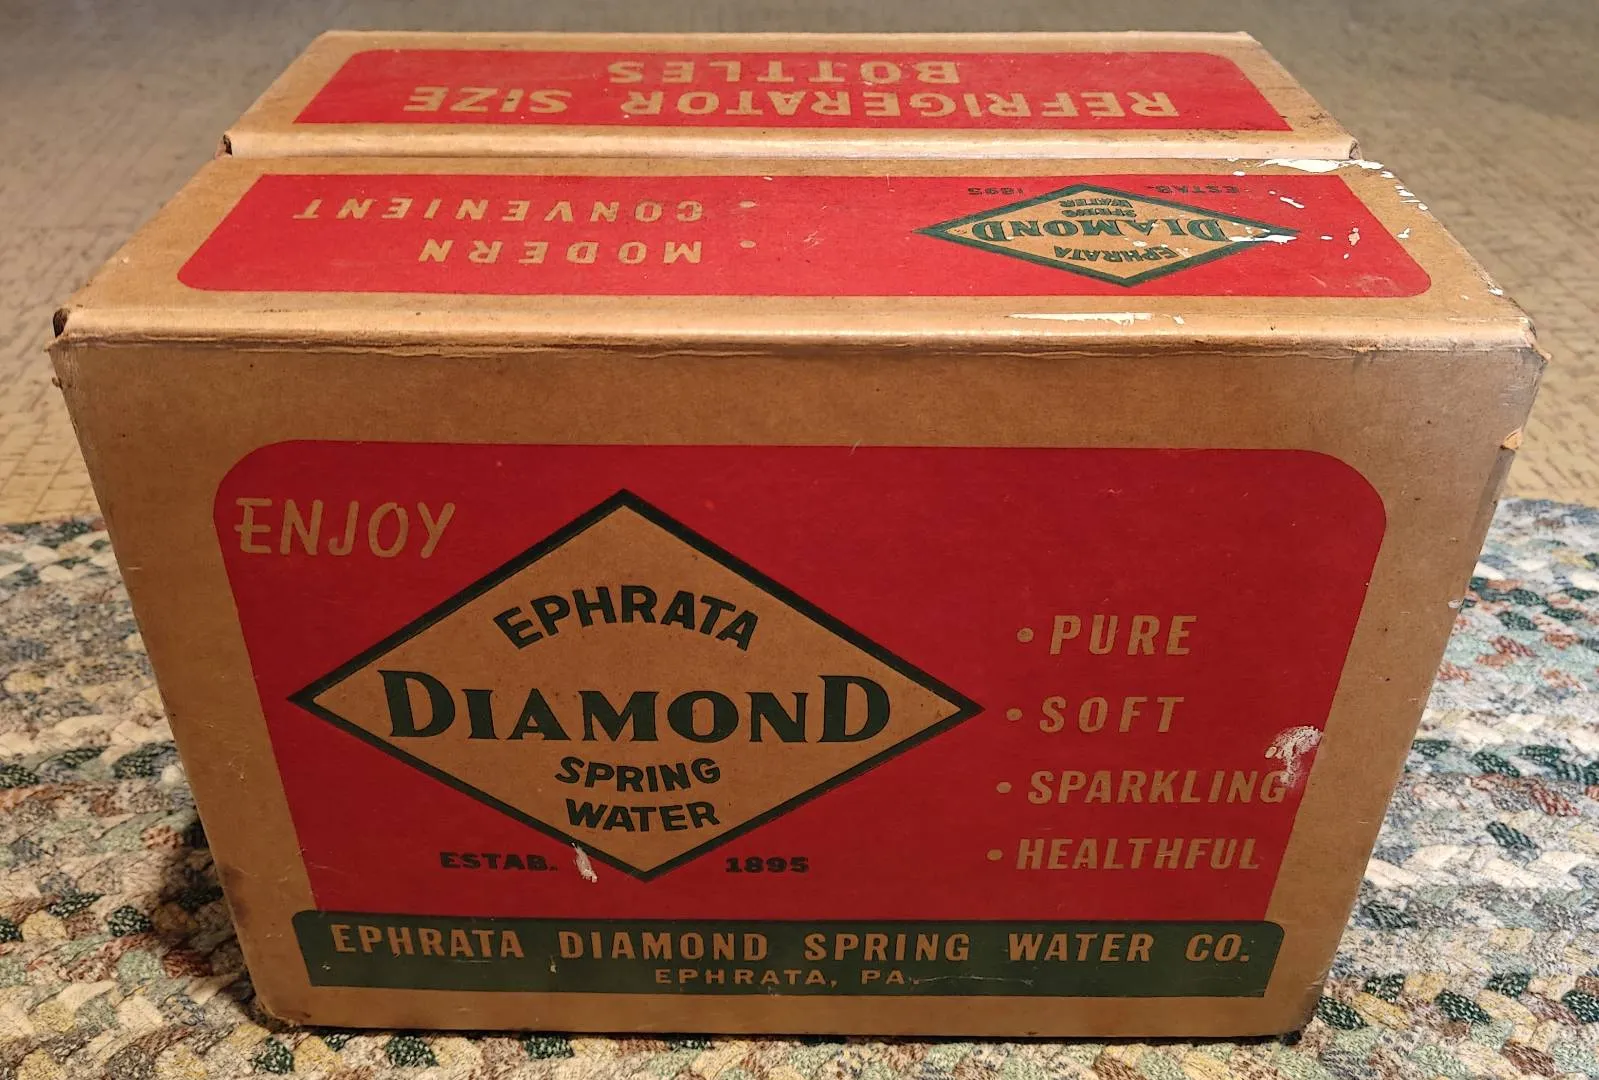 REFRIGERATOR SIZE
BOTTLES
EPHRATA
DIAMOND
SPRING
WATER
ESTAB. 1895
• MODERN
• CONVENIENT
ENJOY
EPHRATA
DIAMOND
SPRING
WATER
ESTAB. 1895
• PURE
• SOFT
• SPARKLING
• HEALTHFUL
EPHRATA DIAMOND SPRING WATER CO.
EPHRATA, PA.